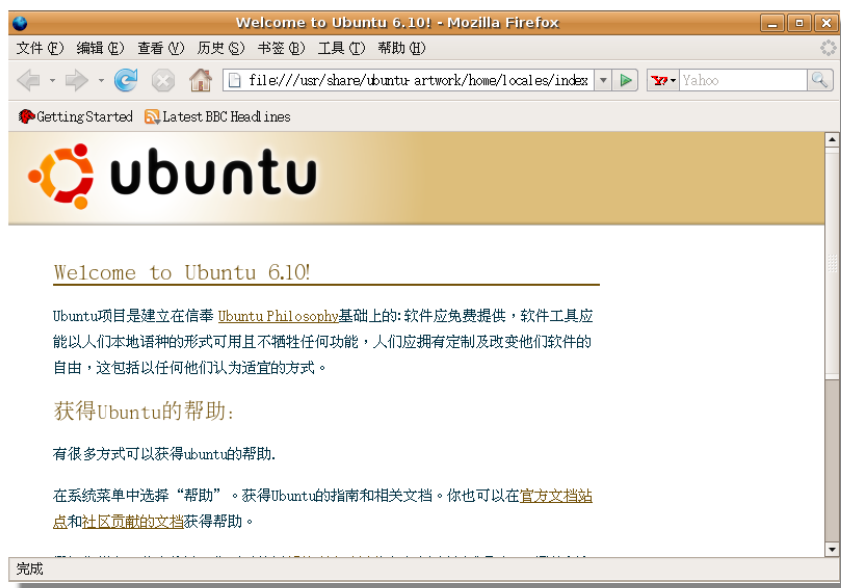 Welcome to Ubuntu 6.10! - Mozilla Firefox
文件(F) 编辑(E) 查看(V) 历史(S) 书签(B) 工具(T) 帮助(H)
file:///usr/share/ubuntu-artwork/home/locales/index Yahoo
Getting Started Latest BBC Headlines
ubuntu
Welcome to Ubuntu 6.10!
Ubuntu项目是建立在信奉 Ubuntu Philosophy基础上的:软件应免费提供，软件工具应
能以人们本地语种的形式可用且不牺牲任何功能，人们应拥有定制及改变他们软件的
自由，这包括以任何他们认为适宜的方式。
获得Ubuntu的帮助:
有很多方式可以获得ubuntu的帮助.
在系统菜单中选择“帮助”。获得Ubuntu的指南和相关文档。你也可以在官方文档站
点和社区贡献的文档获得帮助。
完成